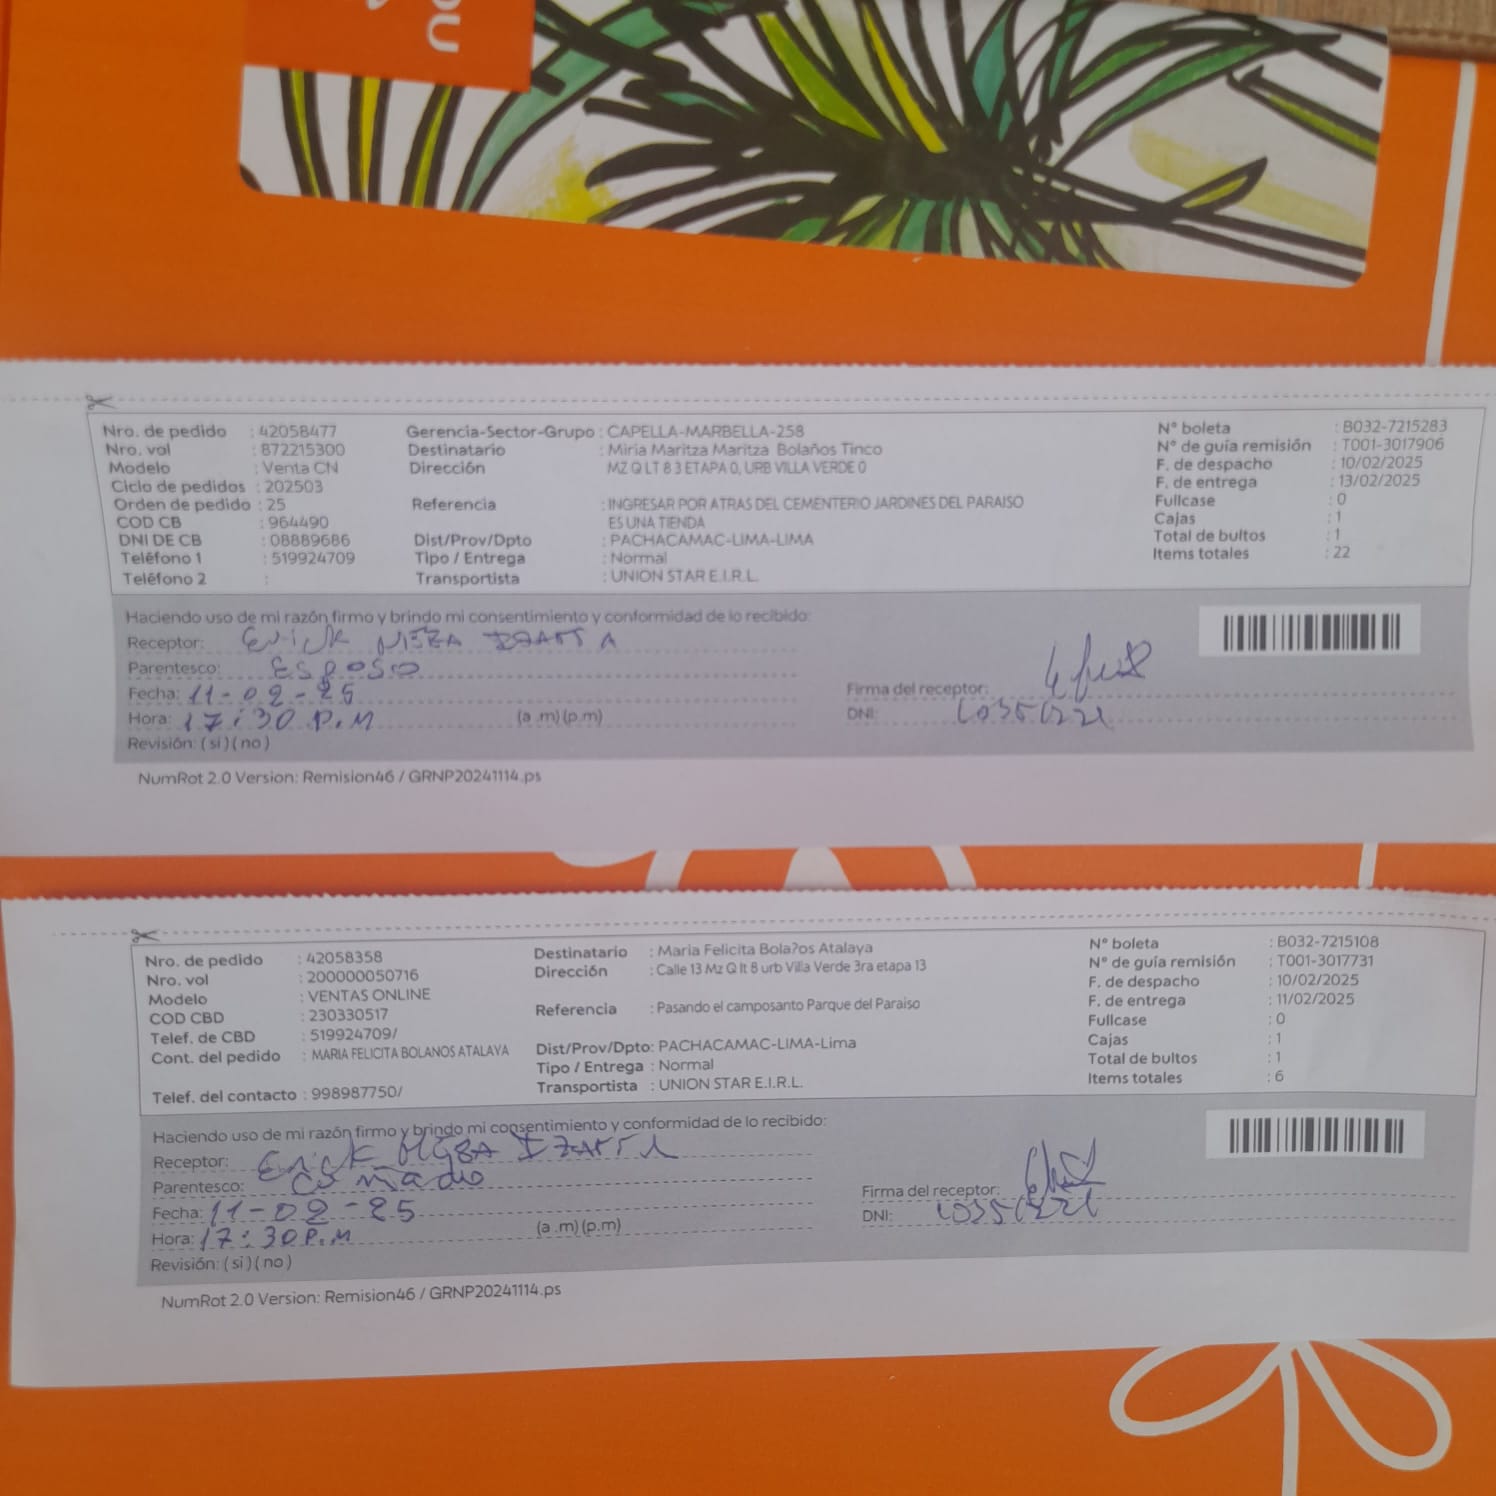 OU
Nro. de pedido : 42058477 Gerencia-Sector-Grupo : CAPELLA-MARBELLA-258 N° boleta : B032-7215283
Nro. vol : 872215300 Destinatario : Miria Maritza Maritza Bolaños Tinco N° de guía remisión : T001-3017906
Modelo : Venta CN Dirección MZ Q LT 8 3 ETAPA 0, URB VILLA VERDE 0 F. de despacho : 10/02/2025
Ciclo de pedidos : 202503 F. de entrega : 13/02/2025
Orden de pedido : 25 Referencia : INGRESAR POR ATRAS DEL CEMENTERIO JARDINES DEL PARAISO Fullcase : 0
COD CB : 964490 ES UNA TIENDA Cajas : 1
DNI DE CB : 08889686 Dist/Prov/Dpto : PACHACAMAC-LIMA-LIMA Total de bultos : 1
Teléfono 1 : 519924709 Tipo / Entrega : Normal Items totales : 22
Teléfono 2 : Transportista : UNION STAR E.I.R.L.
Haciendo uso de mi razón firmo y brindo mi consentimiento y conformidad de lo recibido:
Receptor: Erick
Parentesco: Esposo
Fecha: 11-02-25 Firma del receptor:
Hora: 17:30 P.M (a .m) (p.m) DNI:
Revisión: ( si ) ( no )
NumRot 2.0 Version: Remision46 / GRNP20241114.ps
Nro. de pedido : 42058358 Destinatario : Maria Felicita Bola?os Atalaya N° boleta : B032-7215108
Nro. vol : 200000050716 Dirección : Calle 13 Mz Q lt 8 urb Villa Verde 3ra etapa 13 N° de guía remisión : T001-3017731
Modelo : VENTAS ONLINE F. de despacho : 10/02/2025
COD CBD : 230330517 Referencia : Pasando el camposanto Parque del Paraiso F. de entrega : 11/02/2025
Telef. de CBD : 519924709/ Fullcase : 0
Cont. del pedido : MARIA FELICITA BOLANOS ATALAYA Dist/Prov/Dpto: PACHACAMAC-LIMA-Lima Cajas : 1
Tipo / Entrega : Normal Total de bultos : 1
Telef. del contacto : 998987750/ Transportista : UNION STAR E.I.R.L. Items totales : 6
Haciendo uso de mi razón firmo y brindo mi consentimiento y conformidad de lo recibido:
Receptor: Erick
Parentesco:
Fecha: 11-02-25 Firma del receptor:
Hora: 17:30 P.M (a .m) (p.m) DNI:
Revisión: ( si ) ( no )
NumRot 2.0 Version: Remision46 / GRNP20241114.ps